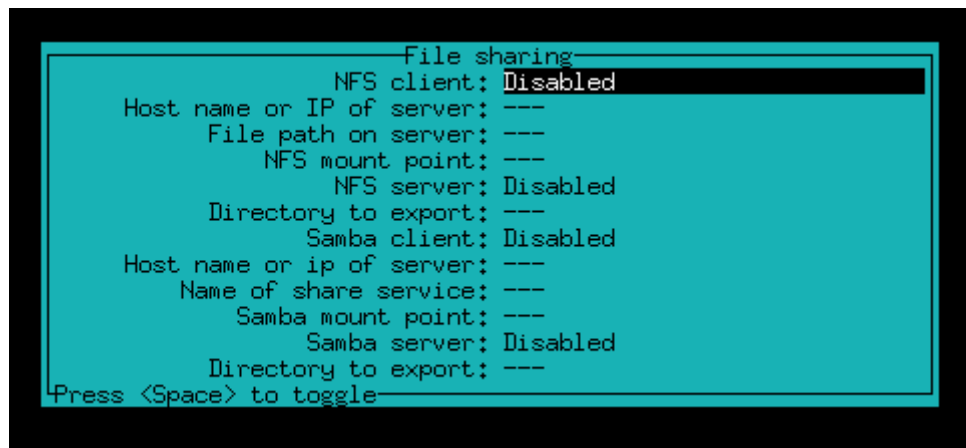 File sharing
NFS client: Disabled
Host name or IP of server: ---
File path on server: ---
NFS mount point: ---
NFS server: Disabled
Directory to export: ---
Samba client: Disabled
Host name or ip of server: ---
Name of share service: ---
Samba mount point: ---
Samba server: Disabled
Directory to export: ---
Press <Space> to toggle